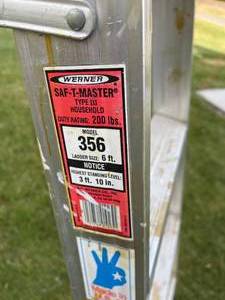 WERNER
SAF-T-MASTER®
TYPE III
HOUSEHOLD
DUTY RATING: 200 lbs.
MODEL
356
LADDER SIZE: 6 ft.
NOTICE
HIGHEST STANDING LEVEL:
3 ft. 10 in.